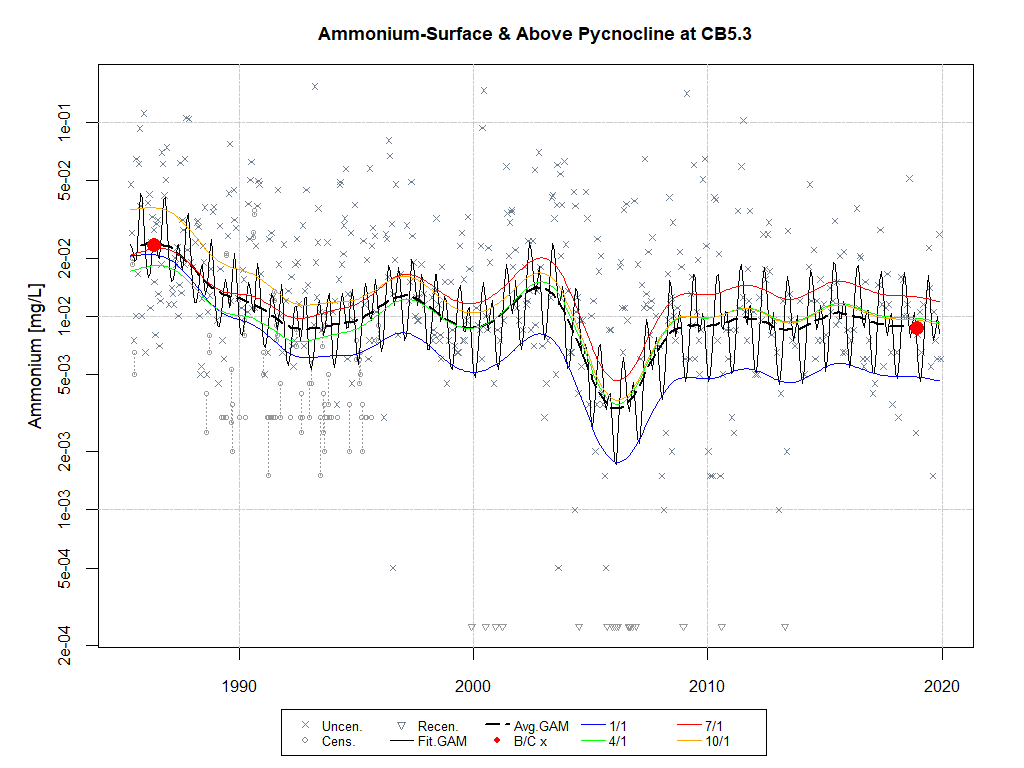 Ammonium-Surface & Above Pycnocline at CB5.3
Ammonium [mg/L]
1e-01
5e-02
2e-02
1e-02
5e-03
2e-03
1e-03
5e-04
2e-04
1990 2000 2010 2020
Uncen. Recen. Avg.GAM 1/1 7/1
Cens. Fit.GAM B/C x 4/1 10/1